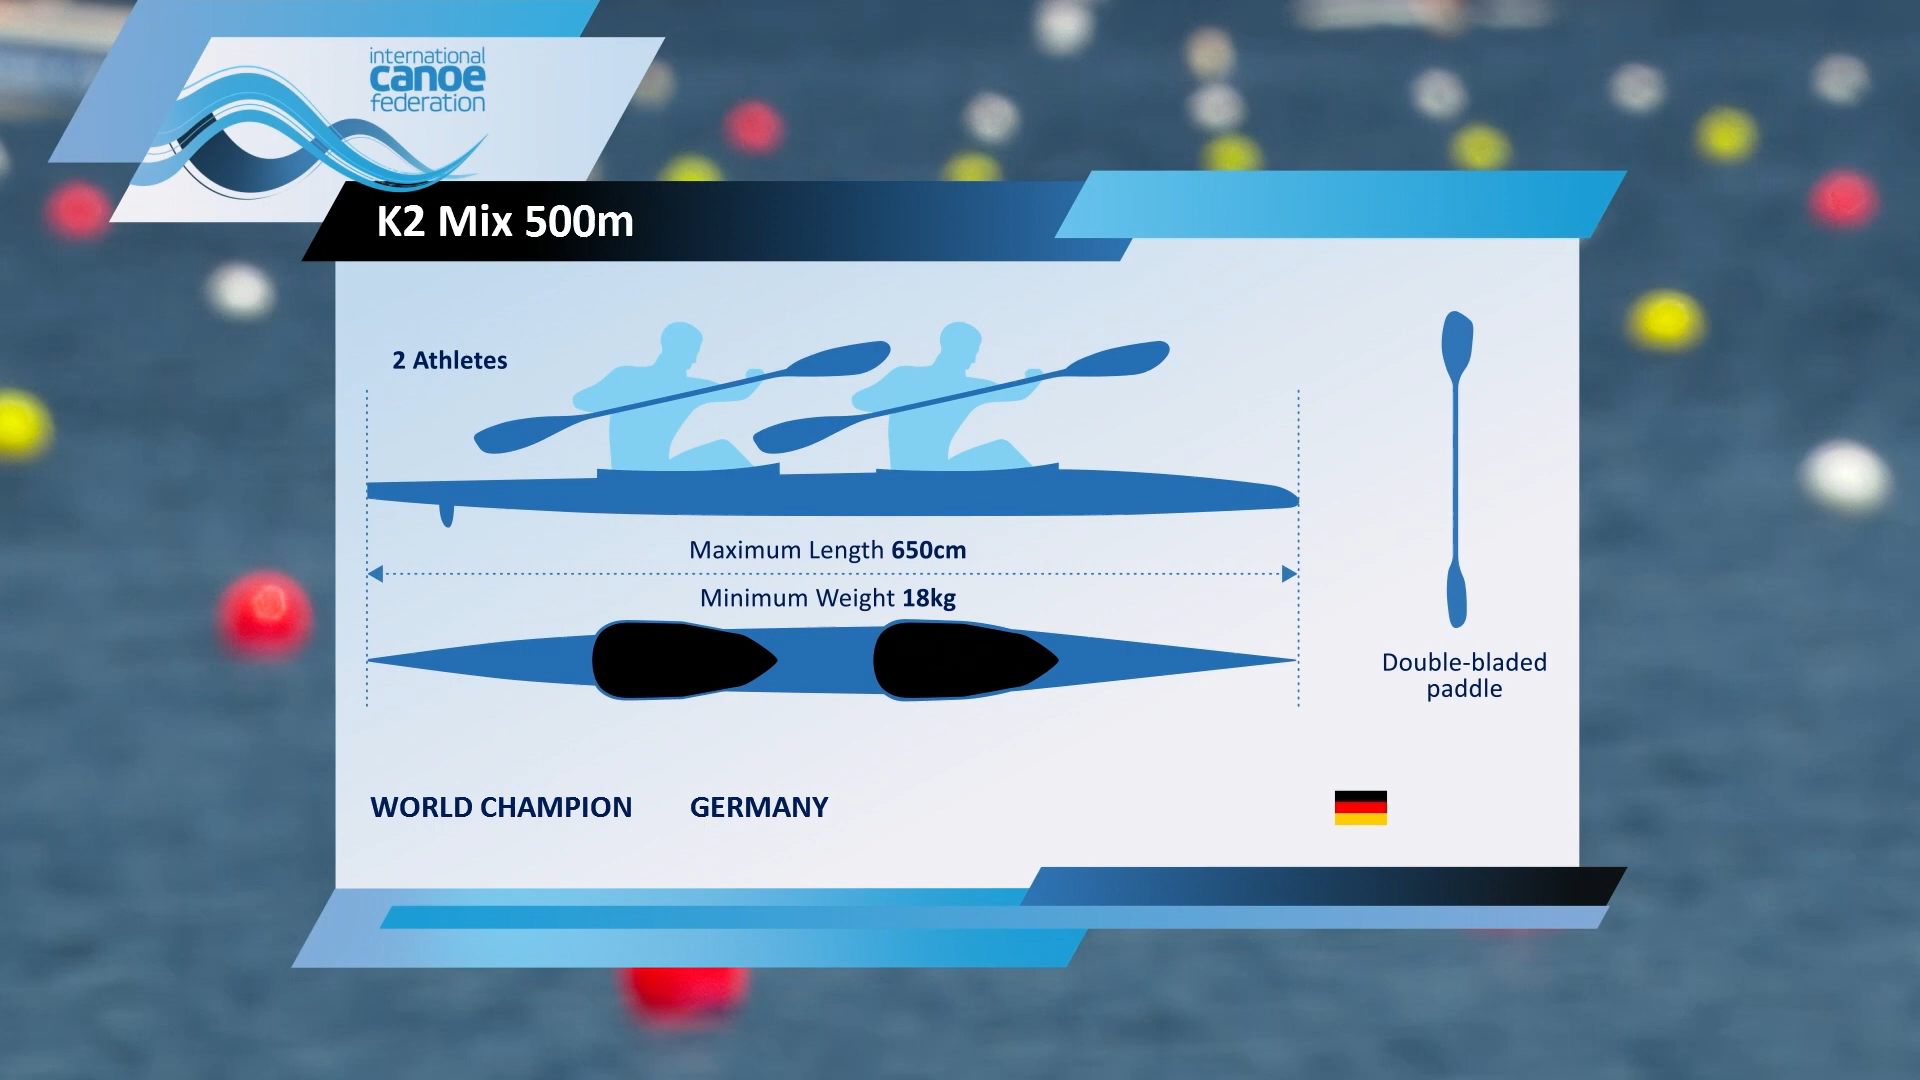 international
canoe
federation
K2 Mix 500m
2 Athletes
Maximum Length 650cm
Minimum Weight 18kg
Double-bladed
paddle
WORLD CHAMPION GERMANY